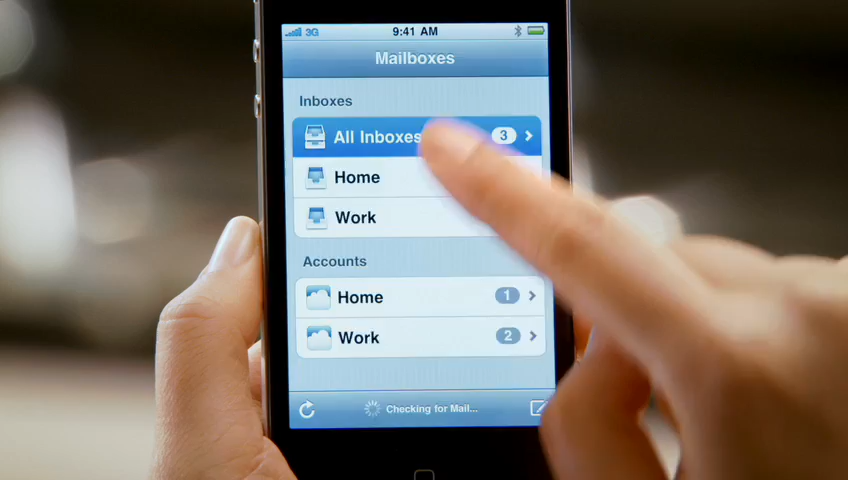 3G 9:41 AM
Mailboxes
Inboxes
All Inboxes 3
Home
Work
Accounts
Home 1
Work 2
Checking for Mail...